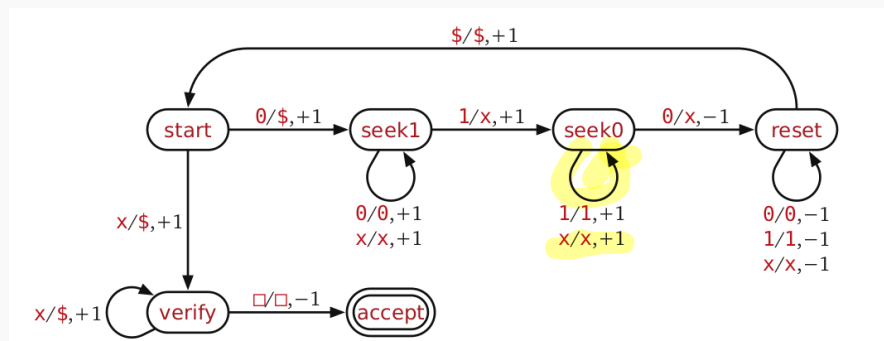 $/$,+1
start
0/$,+1
seek1
1/x,+1
seek0
0/x,−1
reset
0/0,+1
x/x,+1
1/1,+1
x/x,+1
0/0,−1
1/1,−1
x/x,−1
x/$,+1
x/$,+1
verify
□/□,−1
accept